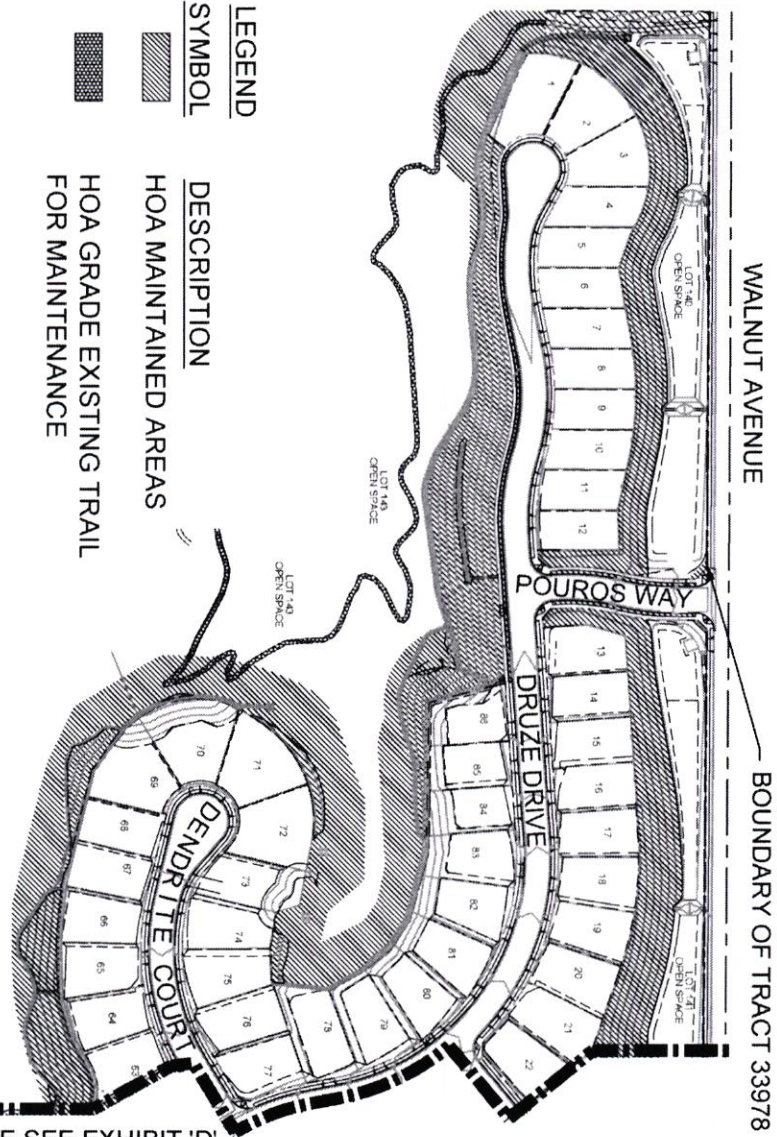 WALNUT AVENUE
BOUNDARY OF TRACT 33978
LOT 140
OPEN SPACE
LOT 141
OPEN SPACE
1
2
3
4
5
6
7
8
9
10
11
12
POUROS WAY
13
14
15
16
17
18
19
20
21
22
DRUZE DRIVE
86
85
84
83
82
81
80
79
78
77
76
75
74
73
72
71
70
69
68
67
66
65
64
63
DENDRITE COURT
LOT 143
OPEN SPACE
LOT 143
OPEN SPACE
LEGEND
SYMBOL DESCRIPTION
HOA MAINTAINED AREAS
HOA GRADE EXISTING TRAIL
FOR MAINTENANCE
SEE EXHIBIT